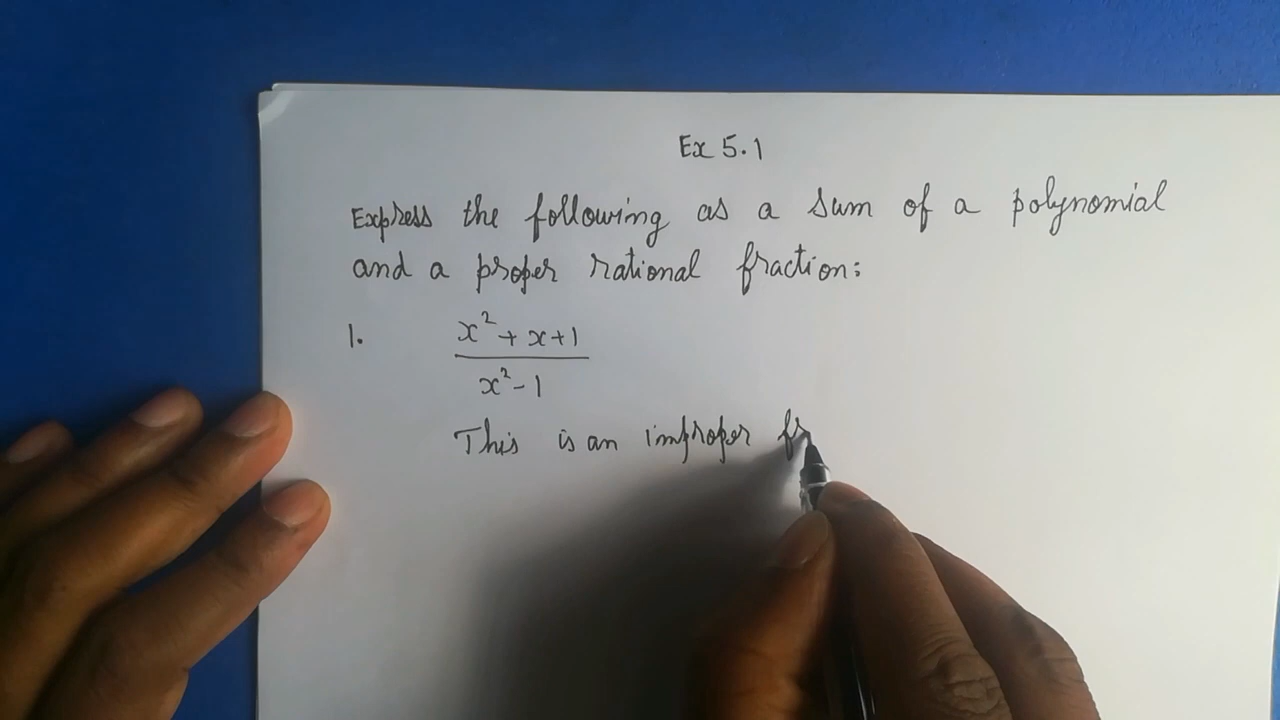 Ex 5.1
Express the following as a sum of a polynomial
and a proper rational fraction:
1. x²+x+1
x²-1
This is an improper fr